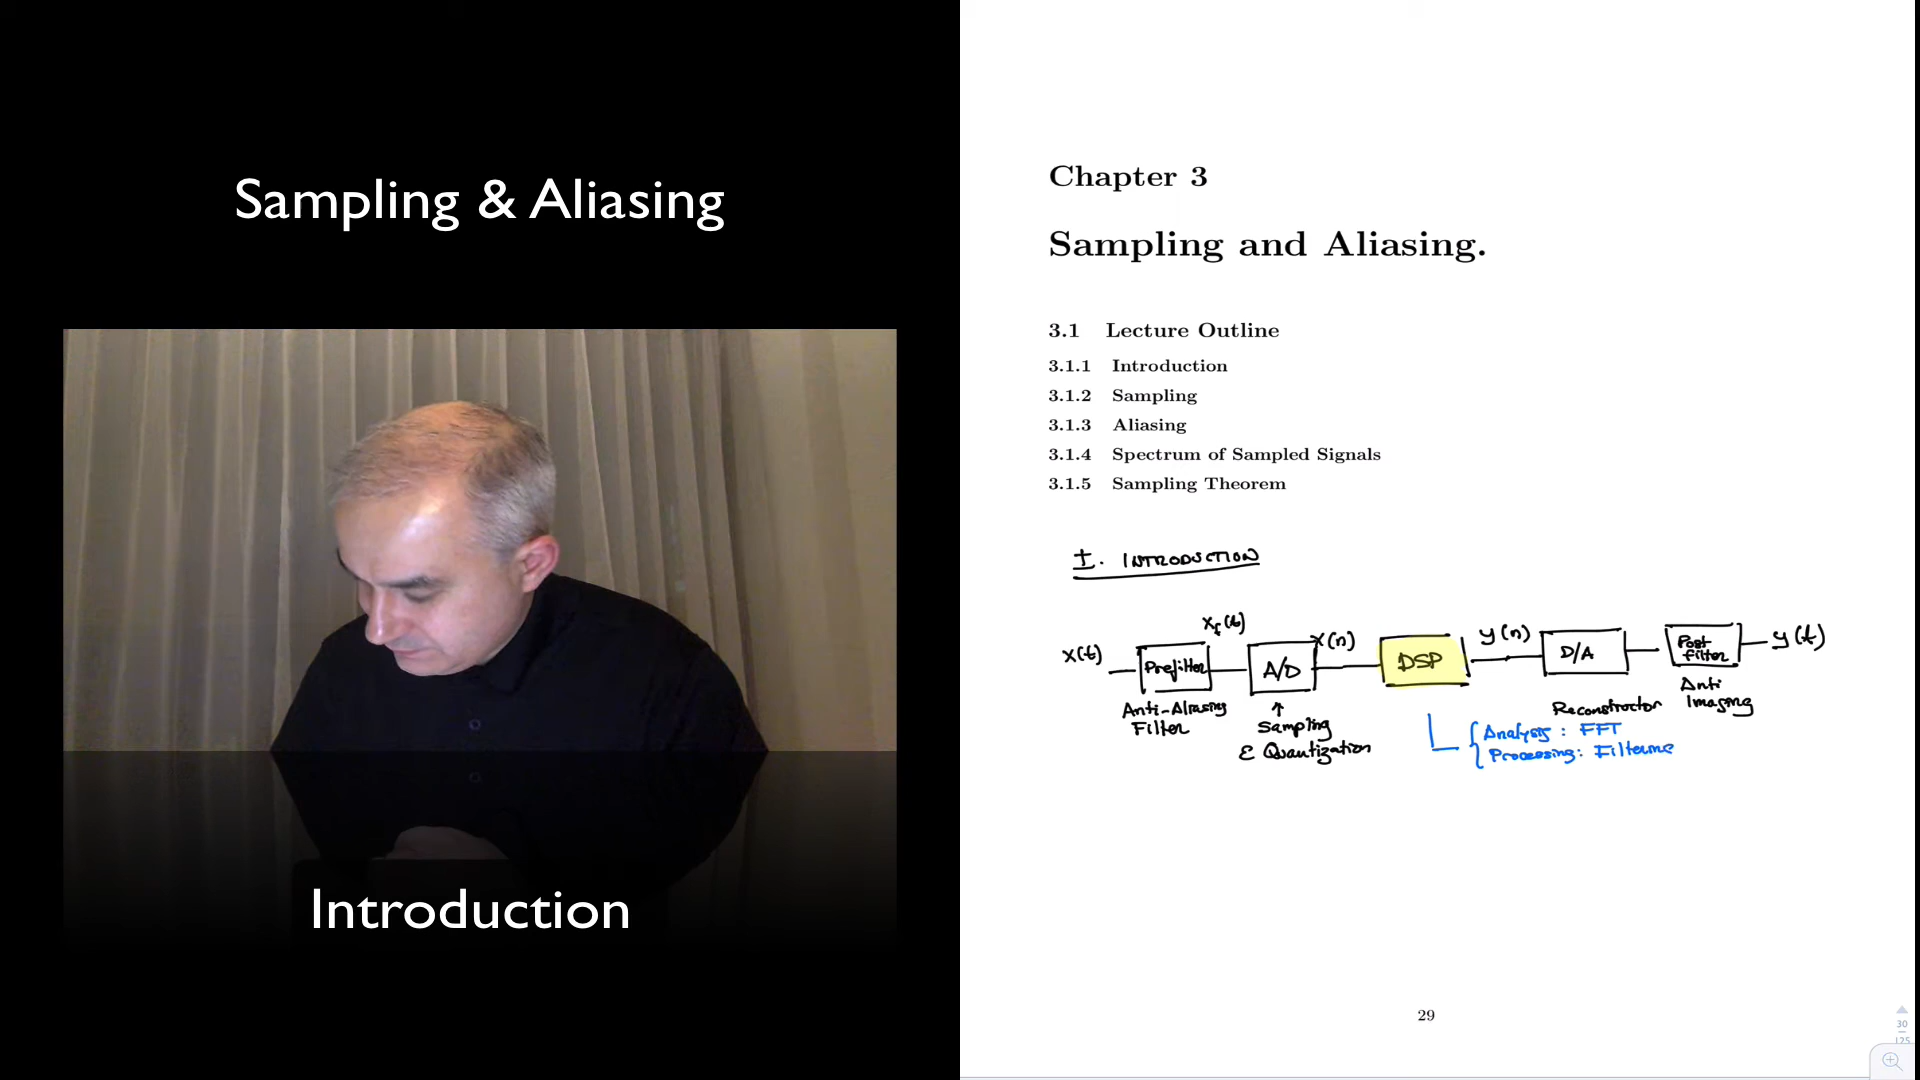 Sampling & Aliasing
Introduction
Chapter 3
Sampling and Aliasing.
3.1 Lecture Outline
3.1.1 Introduction
3.1.2 Sampling
3.1.3 Aliasing
3.1.4 Spectrum of Sampled Signals
3.1.5 Sampling Theorem
I. INTRODUCTION
x(t) Prefilter xf(t) A/D x(n) DSP y(n) D/A Post filter y(t)
Anti-Aliasing Filter
↑
Sampling
& Quantization
Reconstructor
Anti Imaging
Analysis: FFT
Processing: Filtering
29
30
125